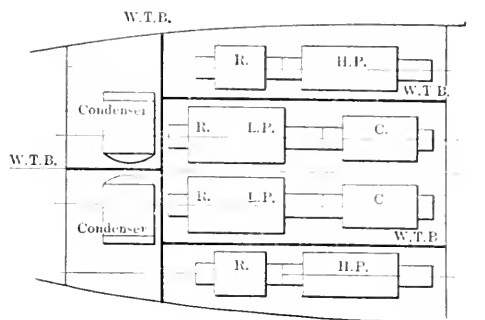 W.T.B.
R. H.P.
W.T.B.
Condenser
R. L.P. C.
W.T.B.
R. L.P. C
Condenser
W.T.B.
R. H.P.